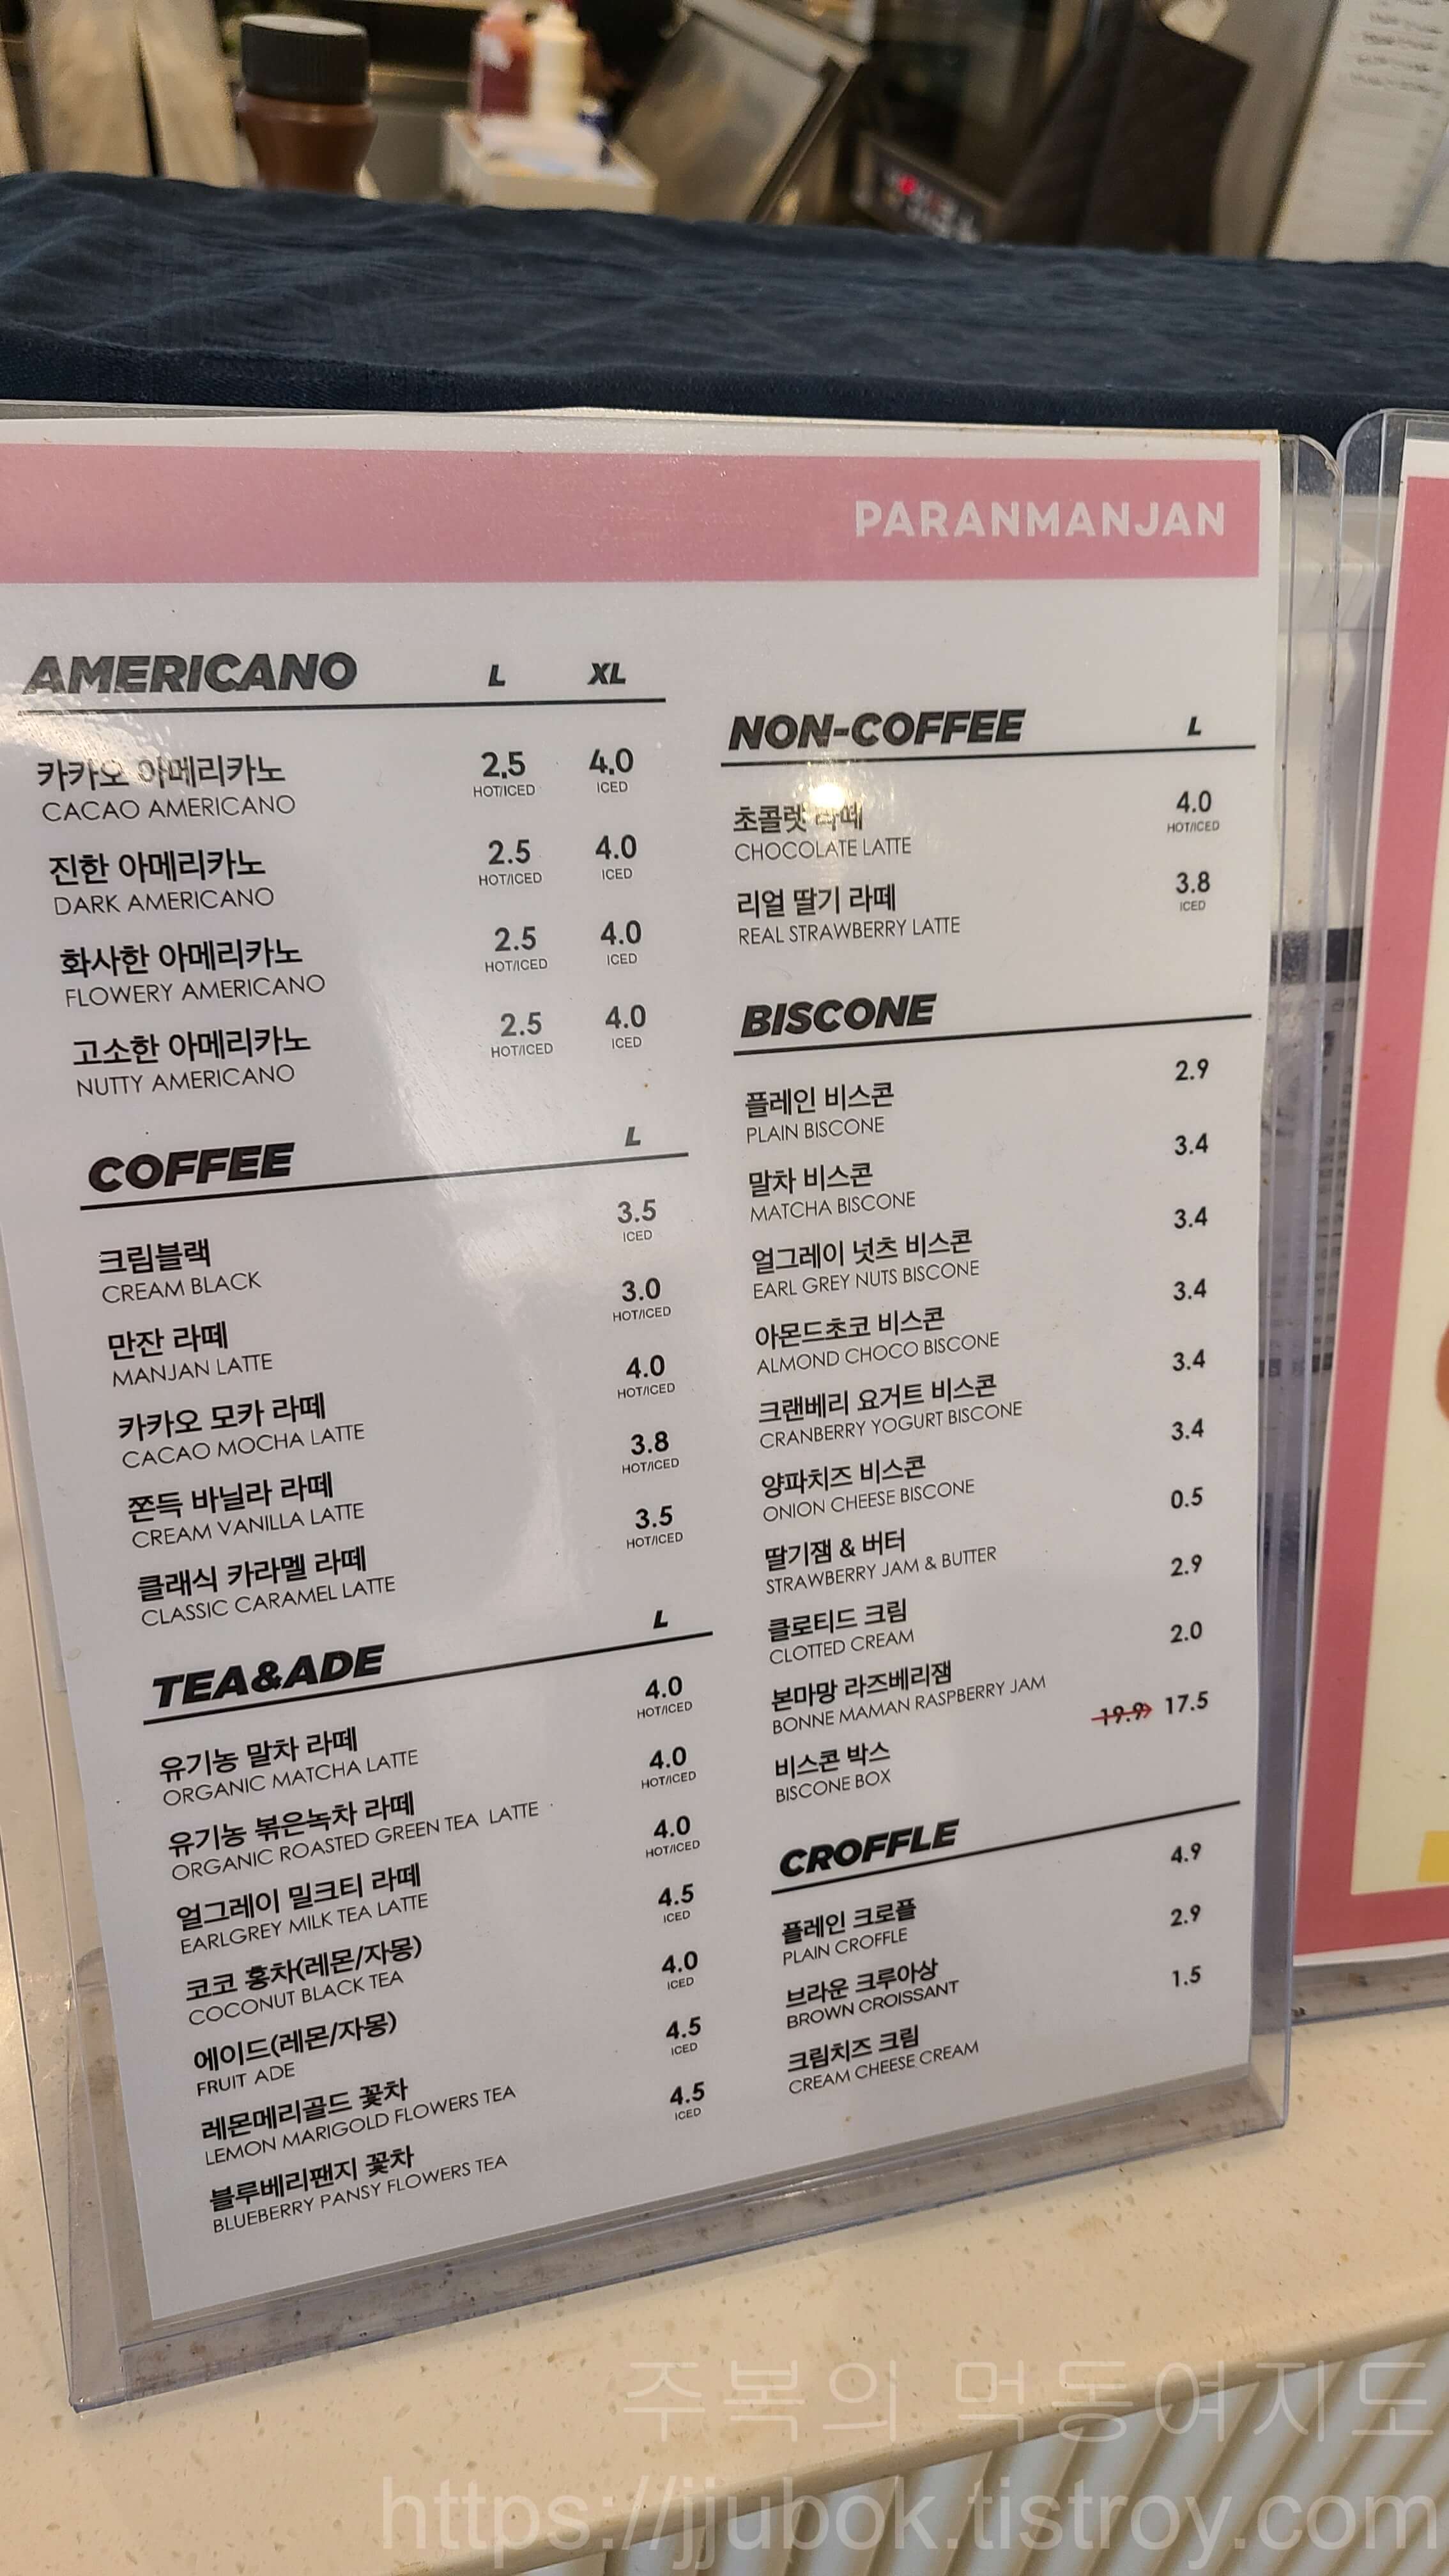 PARANMANJAN
AMERICANO L XL
카카오 아메리카노 2.5 4.0
CACAO AMERICANO HOT/ICED ICED
진한 아메리카노 2.5 4.0
DARK AMERICANO HOT/ICED ICED
화사한 아메리카노 2.5 4.0
FLOWERY AMERICANO HOT/ICED ICED
고소한 아메리카노 2.5 4.0
NUTTY AMERICANO HOT/ICED ICED
COFFEE L
크림블랙 3.5
CREAM BLACK ICED
만잔 라떼 3.0
MANJAN LATTE HOT/ICED
카카오 모카 라떼 4.0
CACAO MOCHA LATTE HOT/ICED
쫀득 바닐라 라떼 3.8
CREAM VANILLA LATTE HOT/ICED
클래식 카라멜 라떼 3.5
CLASSIC CARAMEL LATTE HOT/ICED
TEA&ADE L
유기농 말차 라떼 4.0
ORGANIC MATCHA LATTE HOT/ICED
유기농 볶은녹차 라떼 4.0
ORGANIC ROASTED GREEN TEA LATTE HOT/ICED
얼그레이 밀크티 라떼 4.0
EARLGREY MILK TEA LATTE HOT/ICED
코코 홍차(레몬/자몽) 4.5
COCONUT BLACK TEA ICED
에이드(레몬/자몽) 4.0
FRUIT ADE ICED
레몬메리골드 꽃차 4.5
LEMON MARIGOLD FLOWERS TEA ICED
블루베리팬지 꽃차 4.5
BLUEBERRY PANSY FLOWERS TEA ICED
NON-COFFEE L
초콜렛 라떼 4.0
CHOCOLATE LATTE HOT/ICED
리얼 딸기 라떼 3.8
REAL STRAWBERRY LATTE ICED
BISCONE
플레인 비스콘 2.9
PLAIN BISCONE
말차 비스콘 3.4
MATCHA BISCONE
얼그레이 넛츠 비스콘 3.4
EARL GREY NUTS BISCONE
아몬드초코 비스콘 3.4
ALMOND CHOCO BISCONE
크랜베리 요거트 비스콘 3.4
CRANBERRY YOGURT BISCONE
양파치즈 비스콘 3.4
ONION CHEESE BISCONE
딸기잼 & 버터 0.5
STRAWBERRY JAM & BUTTER
클로티드 크림 2.9
CLOTTED CREAM
본마망 라즈베리잼 2.0
BONNE MAMAN RASPBERRY JAM
비스콘 박스 19.9 17.5
BISCONE BOX
CROFFLE
플레인 크로플 4.9
PLAIN CROFFLE
브라운 크루아상 2.9
BROWN CROISSANT
크림치즈 크림 1.5
CREAM CHEESE CREAM
주복의 먹동여지도
https://jjubok.tistroy.com